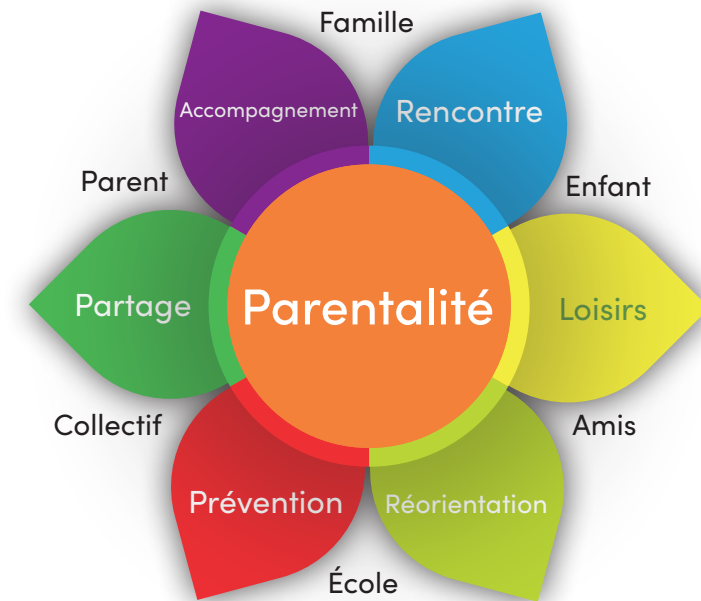 Famille
Accompagnement
Rencontre
Parent
Enfant
Partage
Parentalité
Loisirs
Collectif
Amis
Prévention
Réorientation
École